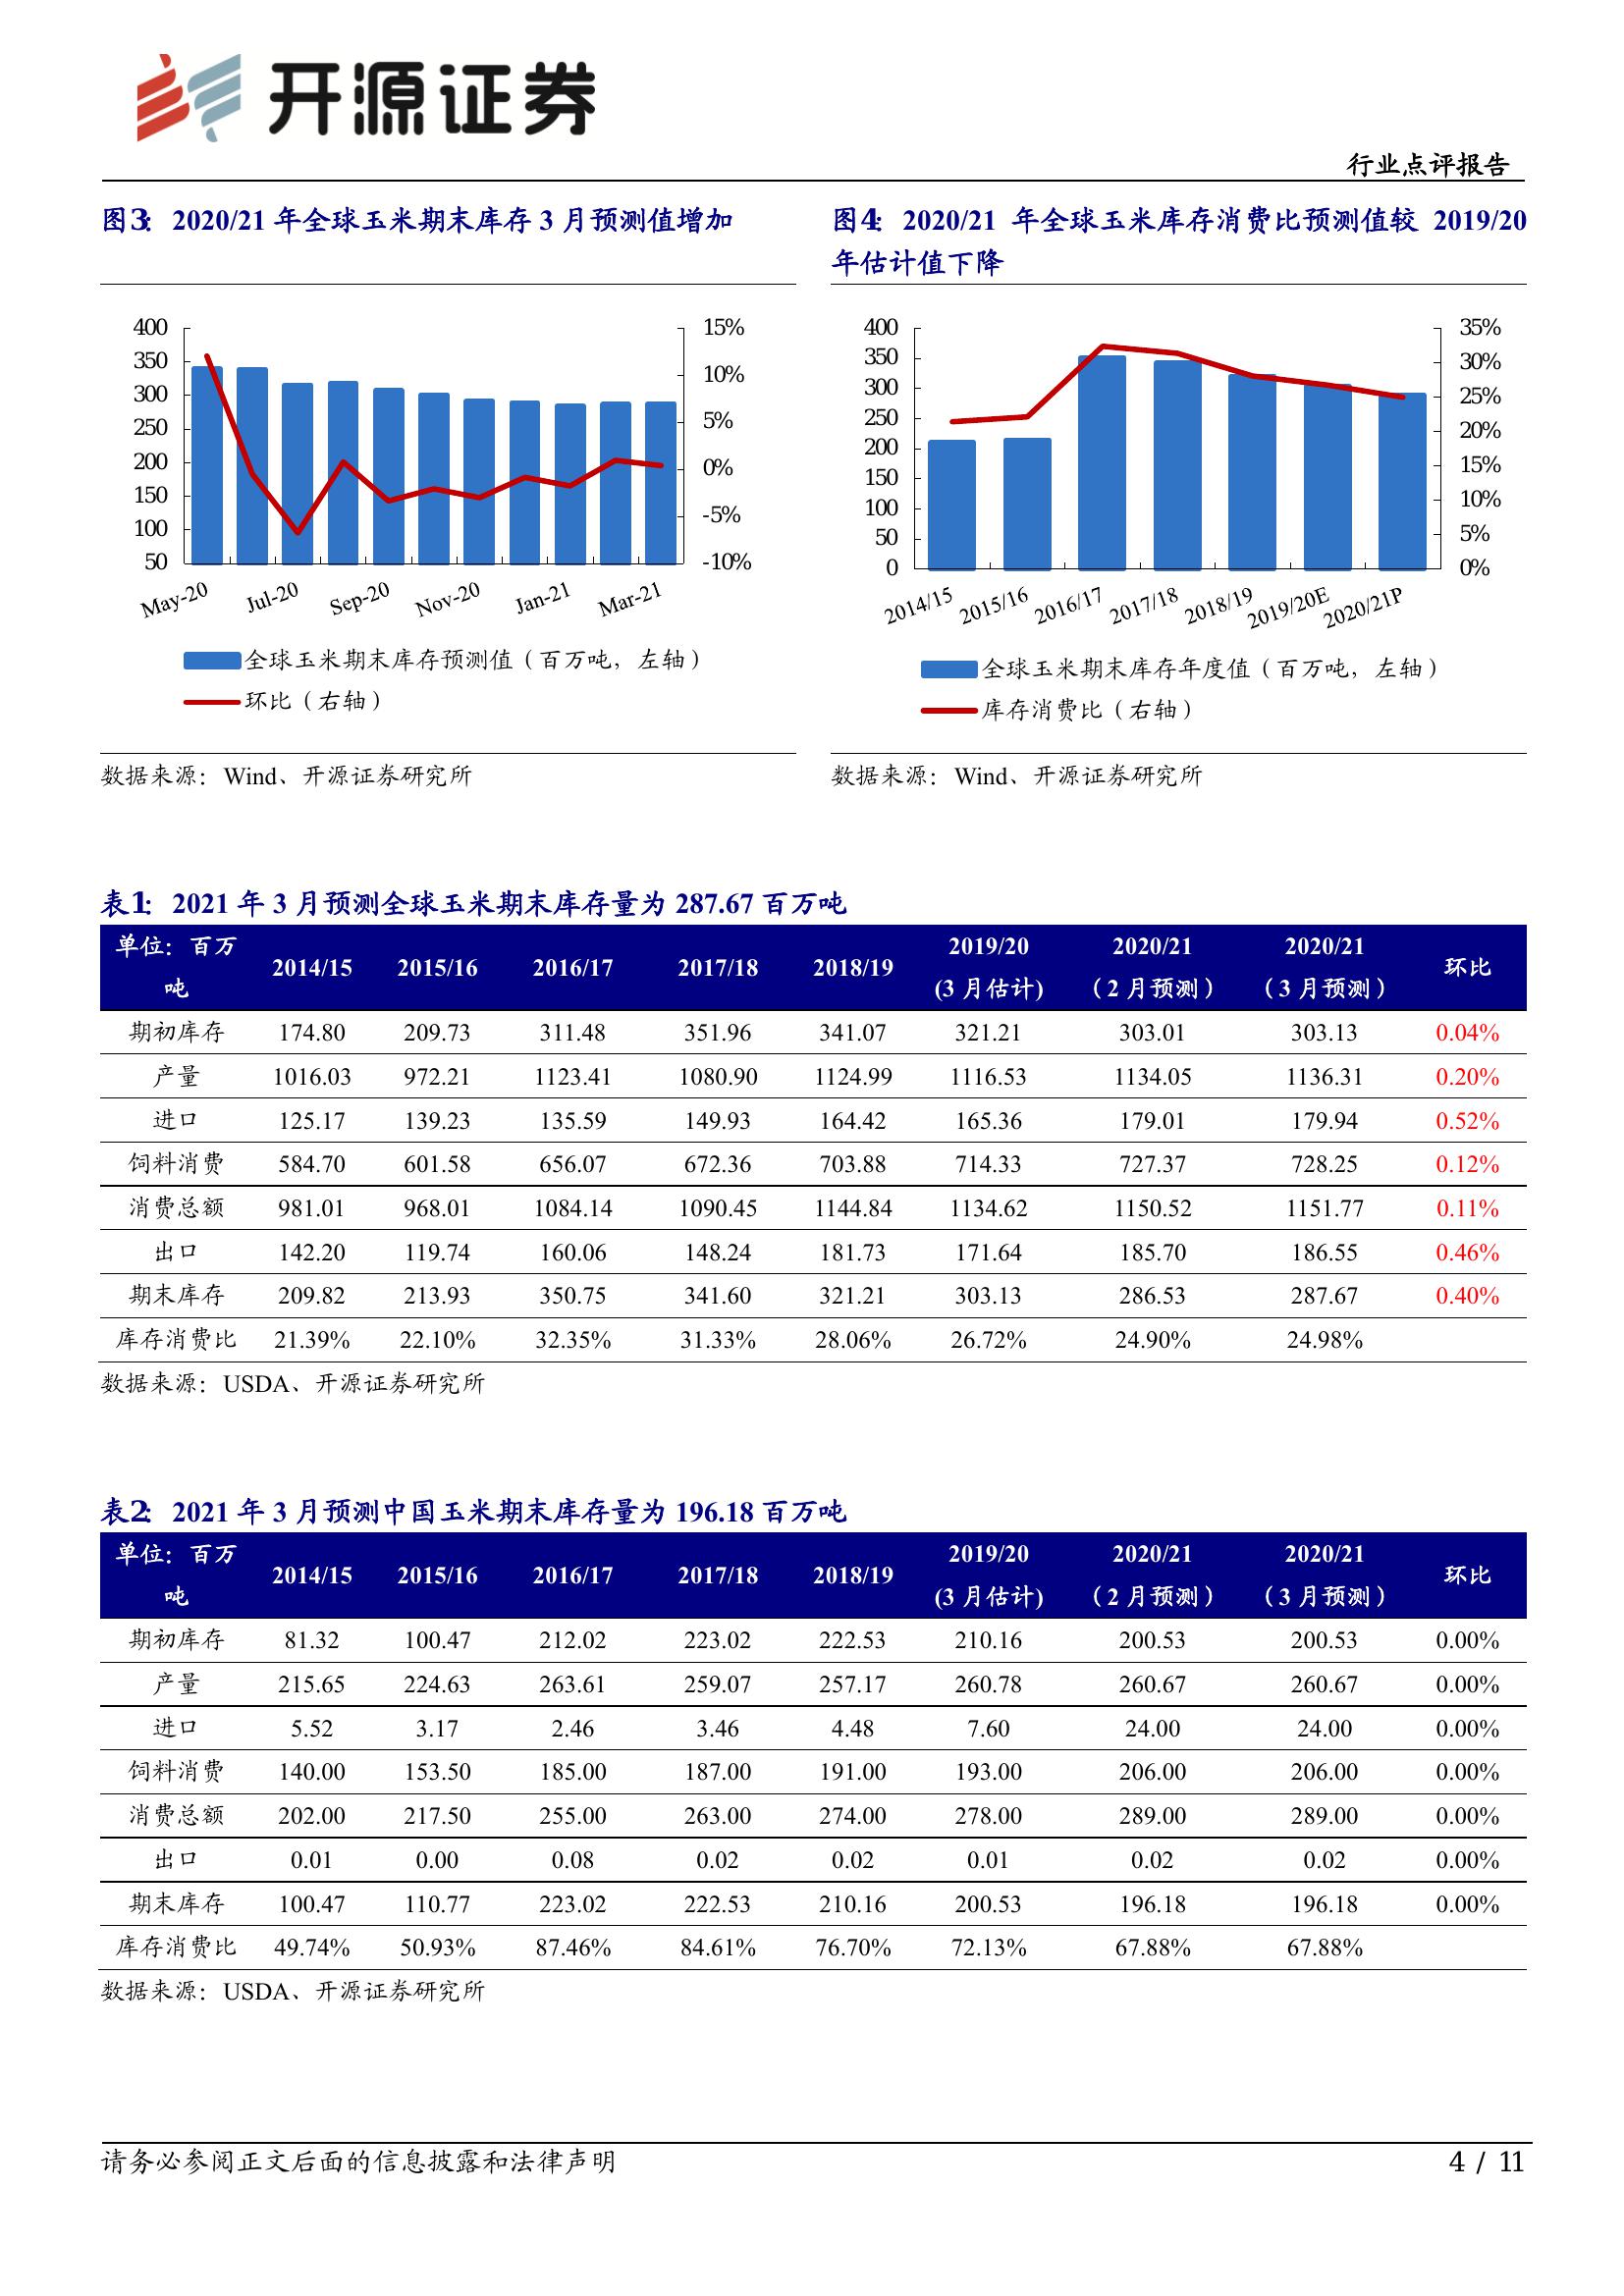 开源证券
行业点评报告
图3: 2020/21 年全球玉米期末库存 3 月预测值增加
400
350
300
250
200
150
100
50
15%
10%
5%
0%
-5%
-10%
May-20 Jul-20 Sep-20 Nov-20 Jan-21 Mar-21
全球玉米期末库存预测值（百万吨，左轴）
环比（右轴）
数据来源：Wind、开源证券研究所
图4: 2020/21 年全球玉米库存消费比预测值较 2019/20
年估计值下降
400
350
300
250
200
150
100
50
0
35%
30%
25%
20%
15%
10%
5%
0%
2014/15 2015/16 2016/17 2017/18 2018/19 2019/20E 2020/21P
全球玉米期末库存年度值（百万吨，左轴）
库存消费比（右轴）
数据来源：Wind、开源证券研究所
表1: 2021 年 3 月预测全球玉米期末库存量为 287.67 百万吨
单位：百万吨 2014/15 2015/16 2016/17 2017/18 2018/19 2019/20 (3 月估计) 2020/21（2 月预测） 2020/21（3 月预测） 环比
期初库存 174.80 209.73 311.48 351.96 341.07 321.21 303.01 303.13 0.04%
产量 1016.03 972.21 1123.41 1080.90 1124.99 1116.53 1134.05 1136.31 0.20%
进口 125.17 139.23 135.59 149.93 164.42 165.36 179.01 179.94 0.52%
饲料消费 584.70 601.58 656.07 672.36 703.88 714.33 727.37 728.25 0.12%
消费总额 981.01 968.01 1084.14 1090.45 1144.84 1134.62 1150.52 1151.77 0.11%
出口 142.20 119.74 160.06 148.24 181.73 171.64 185.70 186.55 0.46%
期末库存 209.82 213.93 350.75 341.60 321.21 303.13 286.53 287.67 0.40%
库存消费比 21.39% 22.10% 32.35% 31.33% 28.06% 26.72% 24.90% 24.98%
数据来源：USDA、开源证券研究所
表2: 2021 年 3 月预测中国玉米期末库存量为 196.18 百万吨
单位：百万吨 2014/15 2015/16 2016/17 2017/18 2018/19 2019/20 (3 月估计) 2020/21（2 月预测） 2020/21（3 月预测） 环比
期初库存 81.32 100.47 212.02 223.02 222.53 210.16 200.53 200.53 0.00%
产量 215.65 224.63 263.61 259.07 257.17 260.78 260.67 260.67 0.00%
进口 5.52 3.17 2.46 3.46 4.48 7.60 24.00 24.00 0.00%
饲料消费 140.00 153.50 185.00 187.00 191.00 193.00 206.00 206.00 0.00%
消费总额 202.00 217.50 255.00 263.00 274.00 278.00 289.00 289.00 0.00%
出口 0.01 0.00 0.08 0.02 0.02 0.01 0.02 0.02 0.00%
期末库存 100.47 110.77 223.02 222.53 210.16 200.53 196.18 196.18 0.00%
库存消费比 49.74% 50.93% 87.46% 84.61% 76.70% 72.13% 67.88% 67.88%
数据来源：USDA、开源证券研究所
请务必参阅正文后面的信息披露和法律声明
4 / 11